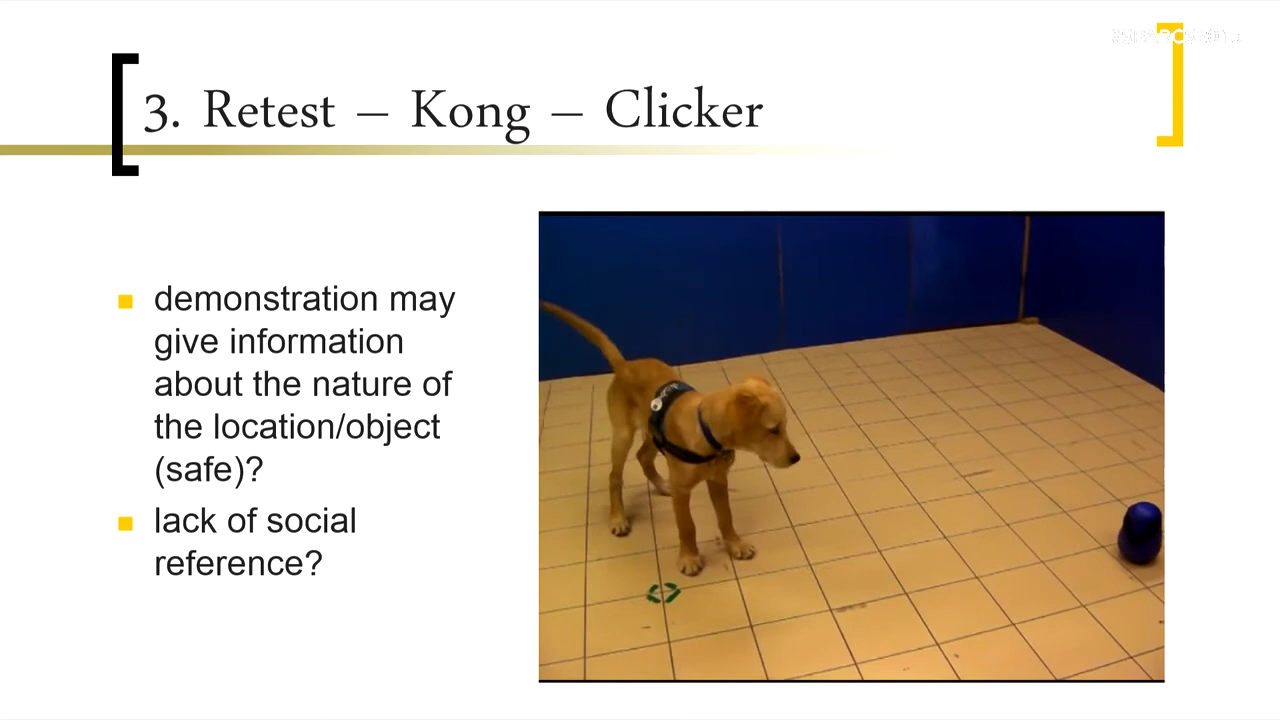 #SPARCS2015
3. Retest – Kong – Clicker
demonstration may
give information
about the nature of
the location/object
(safe)?
lack of social
reference?